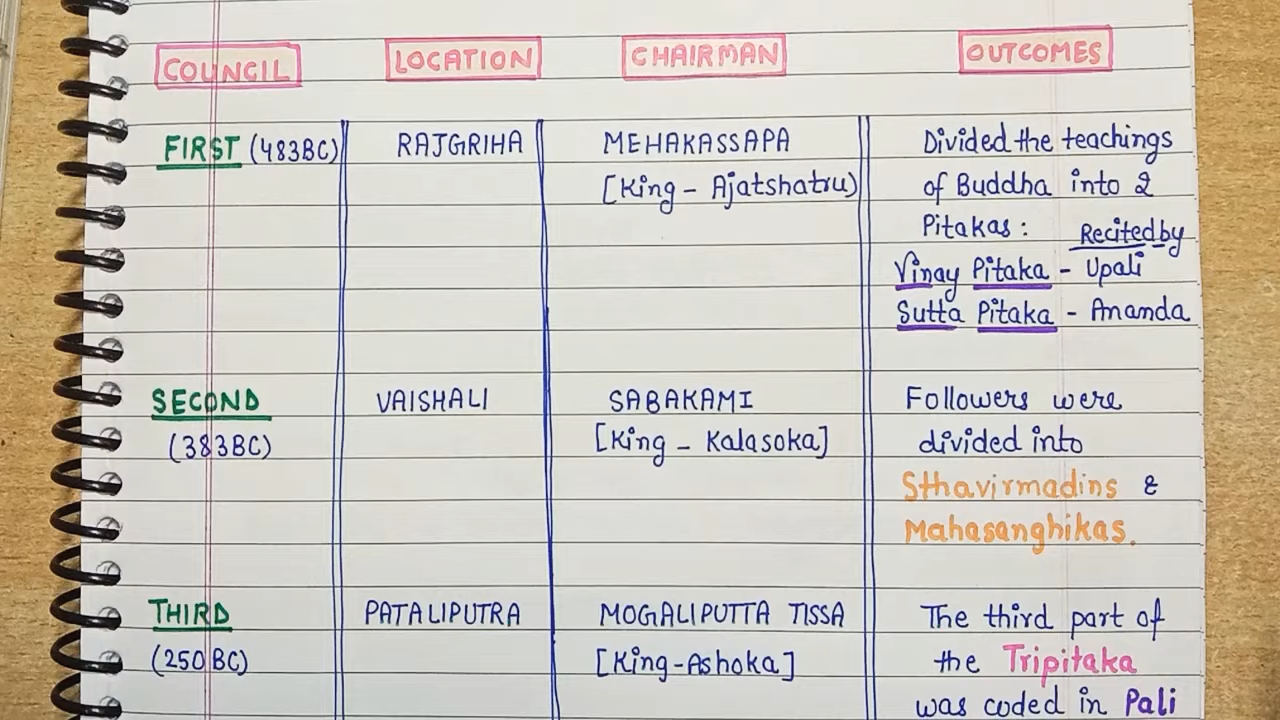 COUNCIL LOCATION CHAIRMAN OUTCOMES
FIRST (483BC) RAJGRIHA MEHAKASSAPA Divided the teachings
[King - Ajatshatru) of Buddha into 2
Pitakas: Recited by
Vinay Pitaka - Upali
Sutta Pitaka - Ananda
SECOND VAISHALI SABAKAMI Followers were
(383BC) [King - Kalasoka] divided into
Sthavirmadins &
Mahasanghikas.
THIRD PATALIPUTRA MOGALIPUTTA TISSA The third part of
(250BC) [King-Ashoka] the Tripitaka
was coded in Pali